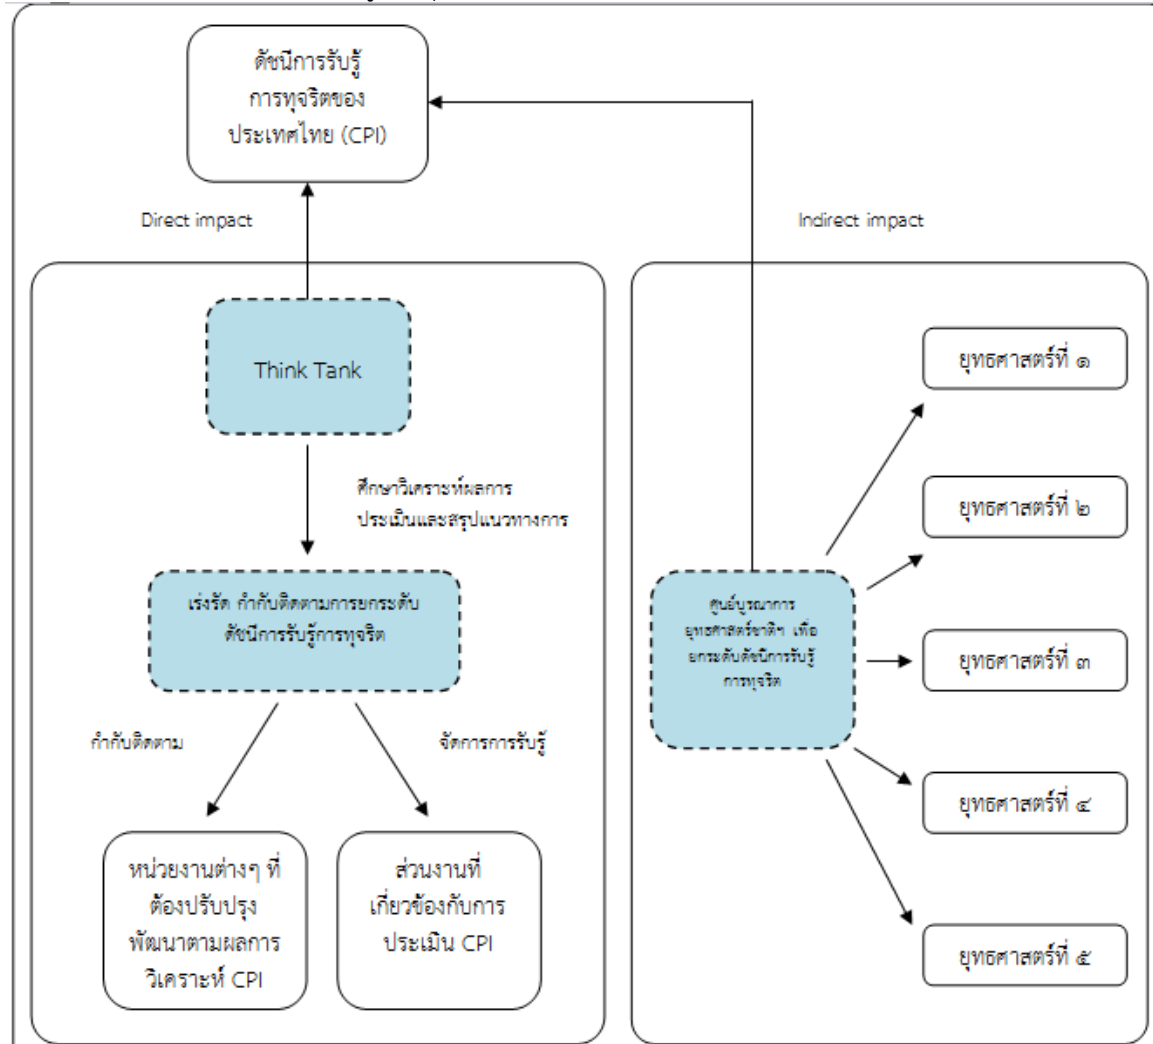 ดัชนีการรับรู้
การทุจริตของ
ประเทศไทย (CPI)
Direct impact
Indirect impact
Think Tank
ศึกษาวิเคราะห์ผลการ
ประเมินและสรุปแนวทางการ
เร่งรัด กำกับติดตามการยกระดับ
ดัชนีการรับรู้การทุจริต
กำกับติดตาม
จัดการการรับรู้
หน่วยงานต่างๆ ที่
ต้องปรับปรุง
พัฒนาตามผลการ
วิเคราะห์ CPI
ส่วนงานที่
เกี่ยวข้องกับการ
ประเมิน CPI
ศูนย์บูรณาการ
ยุทธศาสตร์ชาติฯ เพื่อ
ยกระดับดัชนีการรับรู้
การทุจริต
ยุทธศาสตร์ที่ ๑
ยุทธศาสตร์ที่ ๒
ยุทธศาสตร์ที่ ๓
ยุทธศาสตร์ที่ ๔
ยุทธศาสตร์ที่ ๕